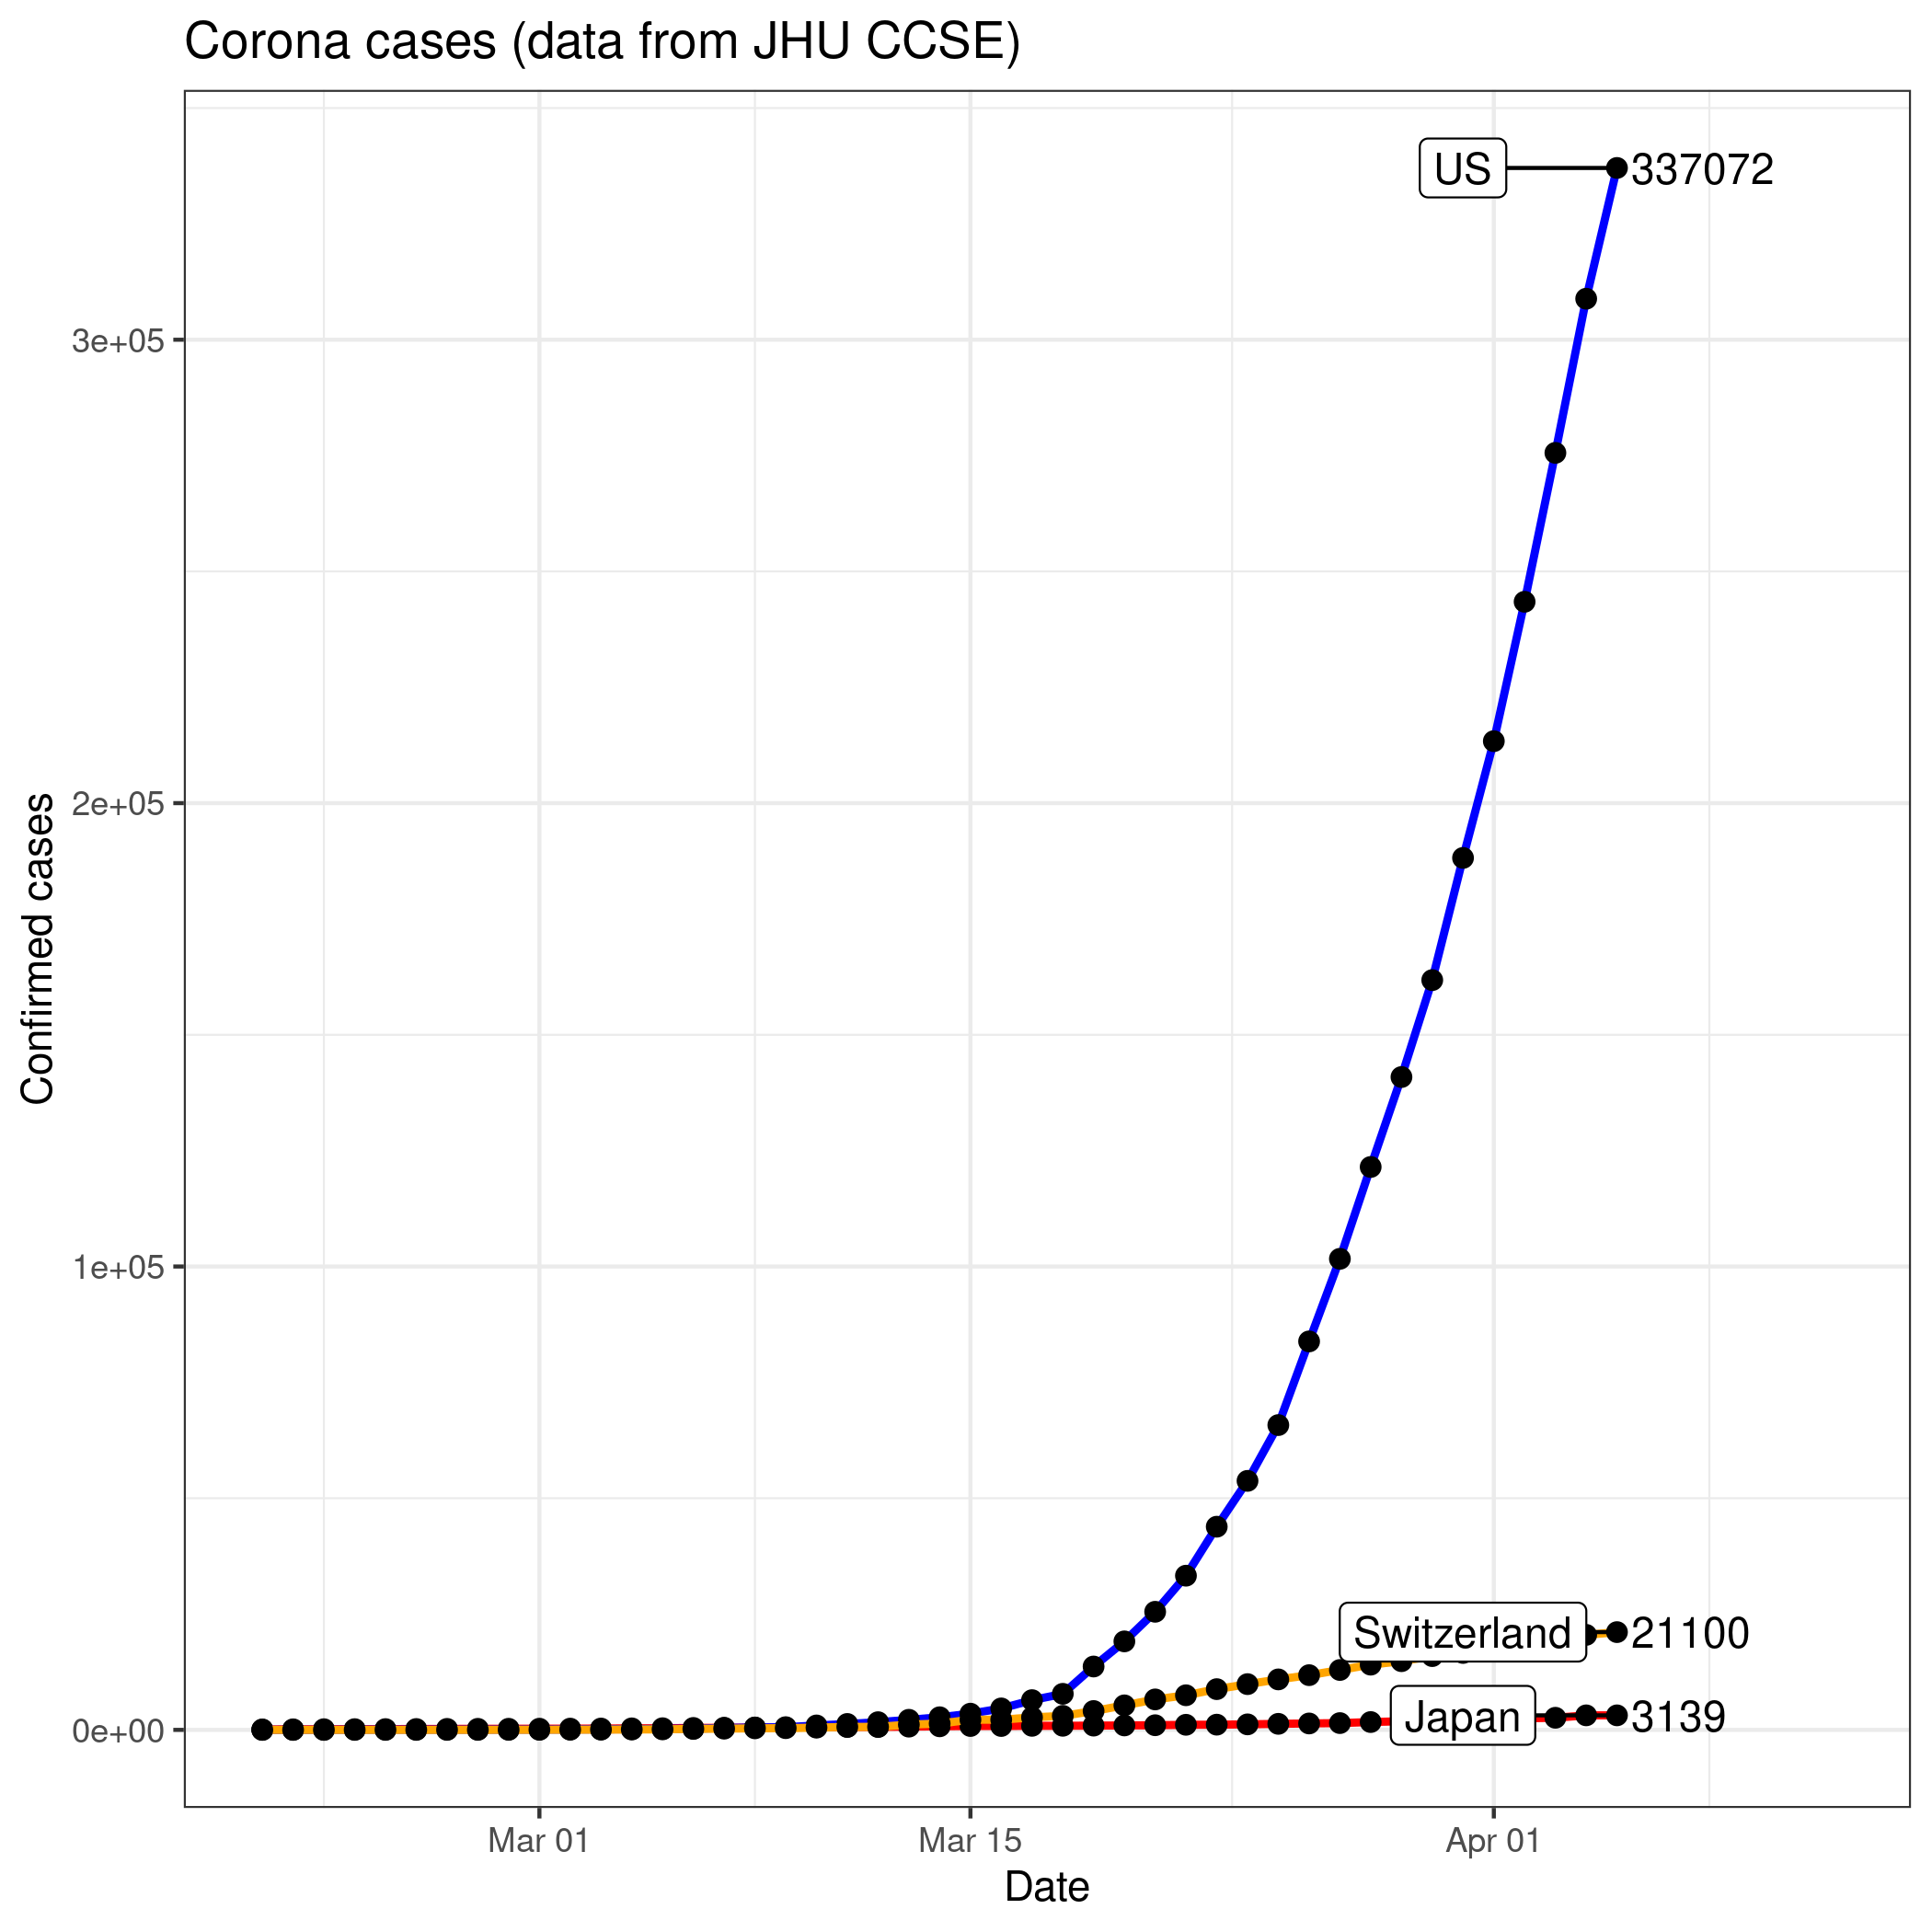 Corona cases (data from JHU CCSE)
US
337072
3e+05
2e+05
Confirmed cases
1e+05
Switzerland
21100
Japan
3139
0e+00
Mar 01
Mar 15
Apr 01
Date